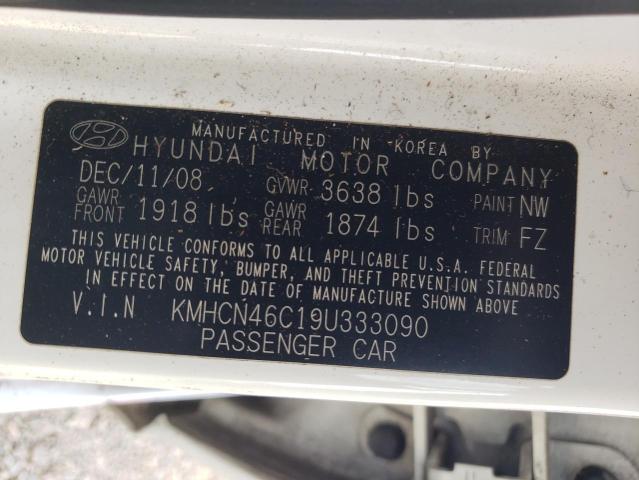 MANUFACTURED IN KOREA BY
HYUNDAI MOTOR COMPANY
DEC/11/08 GVWR 3638 lbs PAINT NW
GAWR FRONT 1918 lbs GAWR REAR 1874 lbs TRIM FZ
THIS VEHICLE CONFORMS TO ALL APPLICABLE U.S.A. FEDERAL
MOTOR VEHICLE SAFETY, BUMPER, AND THEFT PREVENTION STANDARDS
IN EFFECT ON THE DATE OF MANUFACTURE SHOWN ABOVE
V.I.N KMHCN46C19U333090
PASSENGER CAR